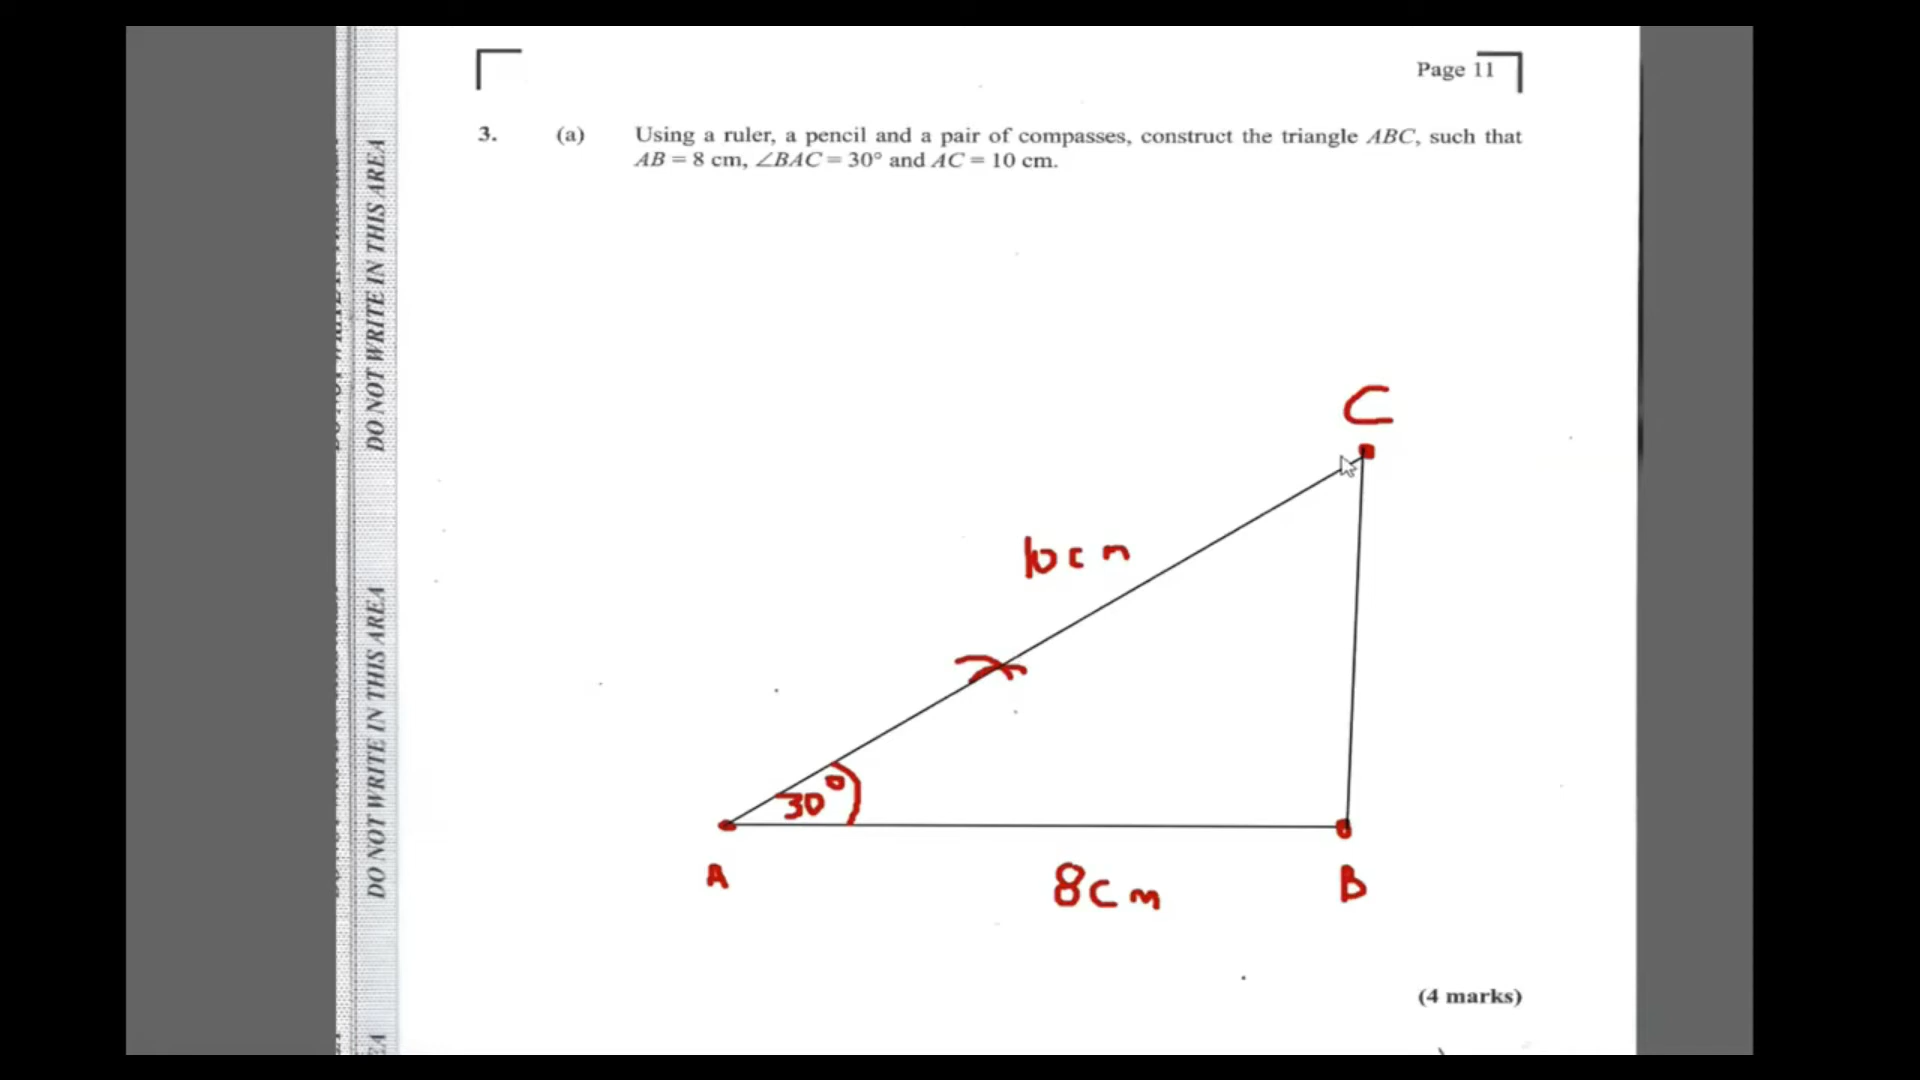 Page 11
3. (a) Using a ruler, a pencil and a pair of compasses, construct the triangle ABC, such that
AB = 8 cm, ∠BAC = 30° and AC = 10 cm.
DO NOT WRITE IN THIS AREA
DO NOT WRITE IN THIS AREA
EA
C
10cm
30°
A
8cm
B
(4 marks)